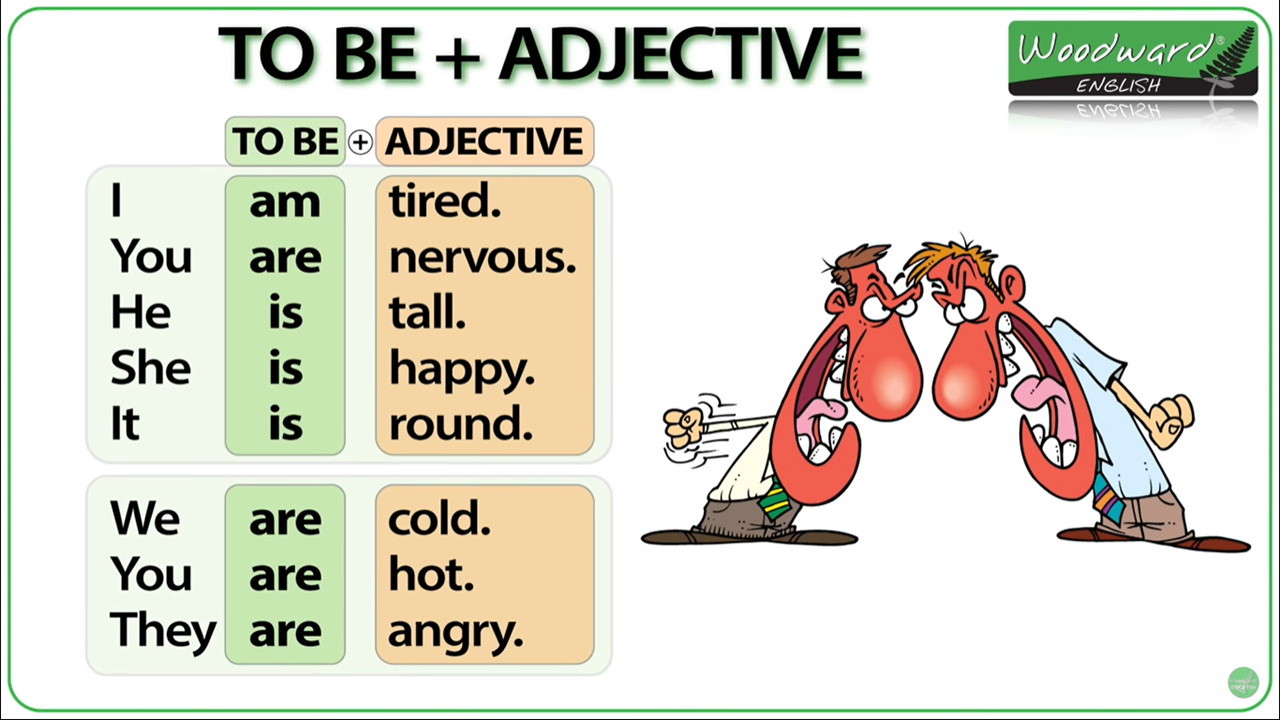 TO BE + ADJECTIVE
Woodward®
ENGLISH
TO BE + ADJECTIVE
I am tired.
You are nervous.
He is tall.
She is happy.
It is round.
We are cold.
You are hot.
They are angry.